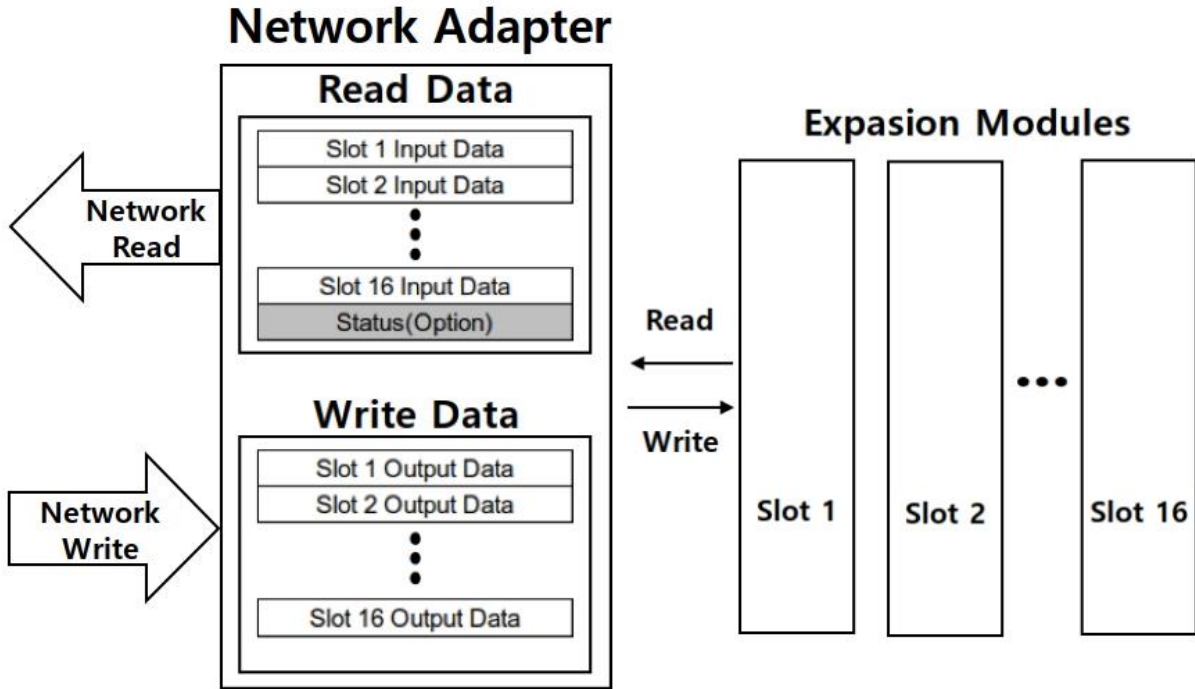 Network Adapter
Read Data
Slot 1 Input Data
Slot 2 Input Data
Slot 16 Input Data
Status(Option)
Network
Read
Write Data
Slot 1 Output Data
Slot 2 Output Data
Slot 16 Output Data
Network
Write
Read
Write
Expasion Modules
Slot 1
Slot 2
Slot 16